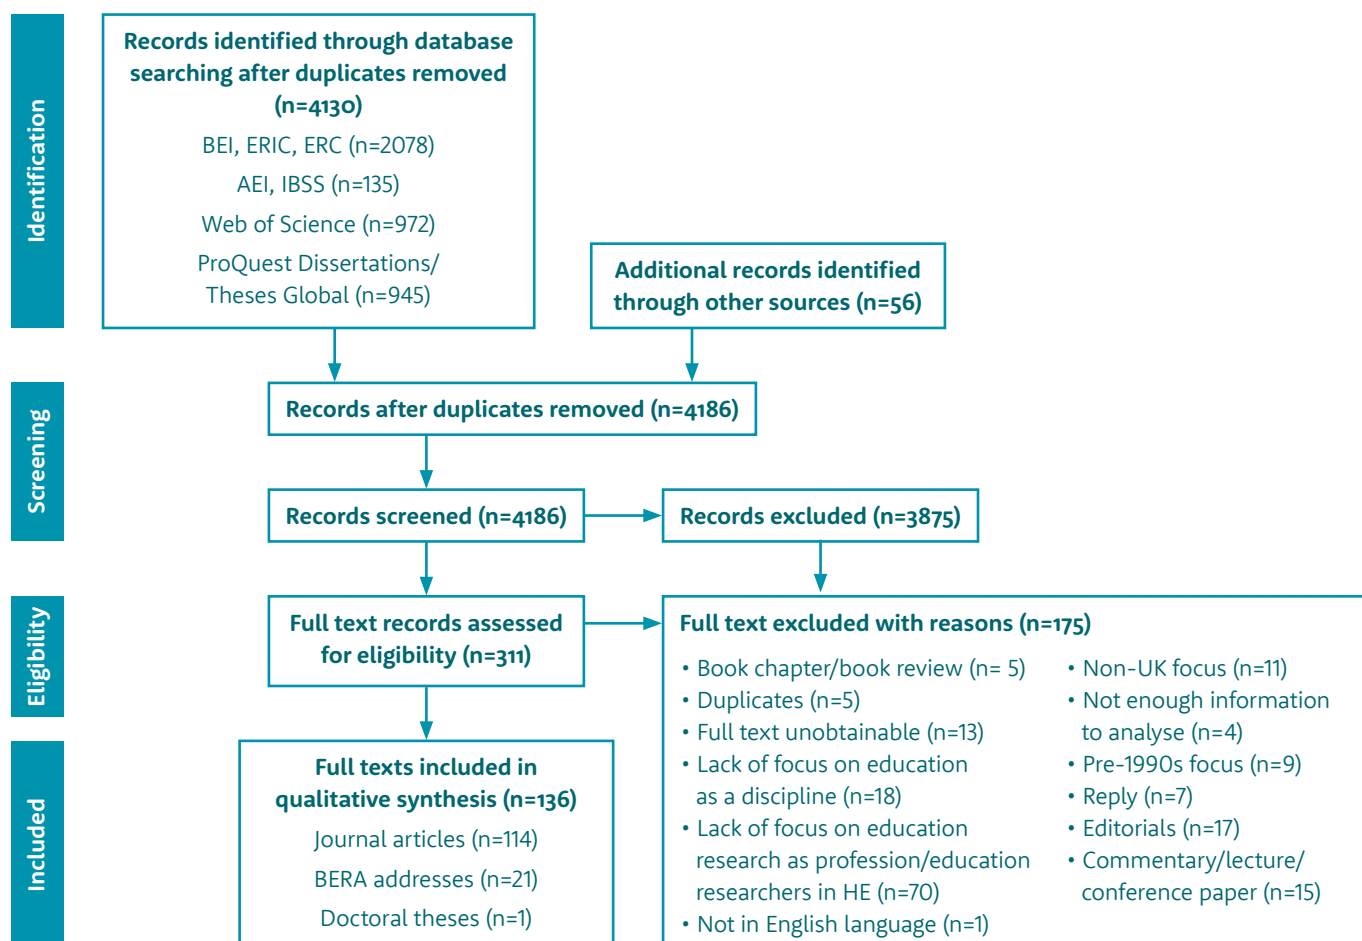 Identification
Records identified through database
searching after duplicates removed
(n=4130)
BEI, ERIC, ERC (n=2078)
AEI, IBSS (n=135)
Web of Science (n=972)
ProQuest Dissertations/
Theses Global (n=945)
Additional records identified
through other sources (n=56)
Screening
Records after duplicates removed (n=4186)
Records screened (n=4186)
Records excluded (n=3875)
Eligibility
Full text records assessed
for eligibility (n=311)
Full text excluded with reasons (n=175)
• Book chapter/book review (n= 5)
• Duplicates (n=5)
• Full text unobtainable (n=13)
• Lack of focus on education
as a discipline (n=18)
• Lack of focus on education
research as profession/education
researchers in HE (n=70)
• Not in English language (n=1)
• Non-UK focus (n=11)
• Not enough information
to analyse (n=4)
• Pre-1990s focus (n=9)
• Reply (n=7)
• Editorials (n=17)
• Commentary/lecture/
conference paper (n=15)
Included
Full texts included in
qualitative synthesis (n=136)
Journal articles (n=114)
BERA addresses (n=21)
Doctoral theses (n=1)